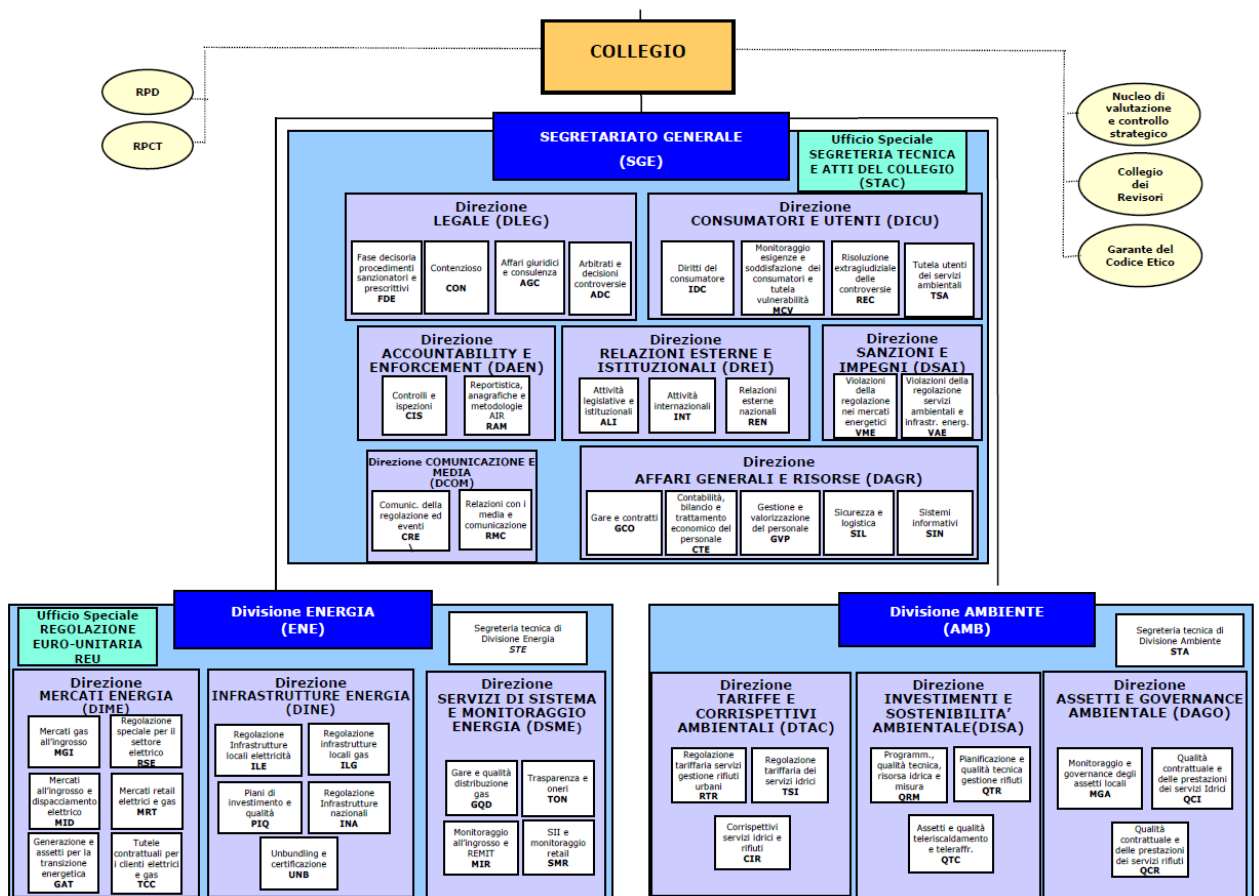 COLLEGIO
RPD
RPCT
Nucleo di
valutazione
e controllo
strategico
Collegio
dei
Revisori
Garante del
Codice Etico
SEGRETARIATO GENERALE
(SGE)
Ufficio Speciale
SEGRETERIA TECNICA
E ATTI DEL COLLEGIO
(STAC)
Direzione
LEGALE (DLEG)
Fase decisoria
procedimenti
sanzionatori e
prescrittivi
FDE
Contenzioso
CON
Affari giuridici
e consulenza
AGC
Arbitrati e
decisioni
controversie
ADC
Direzione
CONSUMATORI E UTENTI (DICU)
Diritti del
consumatore
IDC
Monitoraggio
esigenze e
soddisfazione dei
consumatori e
tutela
vulnerabilità
MCV
Risoluzione
extragiudiziale
delle
controversie
REC
Tutela utenti
dei servizi
ambientali
TSA
Direzione
ACCOUNTABILITY E
ENFORCEMENT (DAEN)
Controlli e
ispezioni
CIS
Reportistica,
anagrafiche e
metodologie
AIR
RAM
Direzione
RELAZIONI ESTERNE E
ISTITUZIONALI (DREI)
Attività
legislative e
istituzionali
ALI
Attività
internazionali
INT
Relazioni
esterne
nazionali
REN
Direzione
SANZIONI E
IMPEGNI (DSAI)
Violazioni
della
regolazione
nei mercati
energetici
VME
Violazioni della
regolazione
servizi
ambientali e
infrastr. energ.
VAE
Direzione COMUNICAZIONE E
MEDIA
(DCOM)
Comunic. della
regolazione ed
eventi
CRE
\
Relazioni con i
media e
comunicazione
RMC
Direzione
AFFARI GENERALI E RISORSE (DAGR)
Gare e contratti
GCO
Contabilità,
bilancio e
trattamento
economico del
personale
CTE
Gestione e
valorizzazione
del personale
GVP
Sicurezza e
logistica
SIL
Sistemi
informativi
SIN
Divisione ENERGIA
(ENE)
Ufficio Speciale
REGOLAZIONE
EURO-UNITARIA
REU
Segreteria tecnica di
Divisione Energia
STE
Direzione
MERCATI ENERGIA
(DIME)
Mercati gas
all'ingrosso
MGI
Regolazione
speciale per il
settore
elettrico
RSE
Mercati
all'ingrosso e
dispacciamento
elettrico
MID
Mercati retail
elettrici e gas
MRT
Generazione e
assetti per la
transizione
energetica
GAT
Tutele
contrattuali per
i clienti elettrici
e gas
TCC
Direzione
INFRASTRUTTURE ENERGIA
(DINE)
Regolazione
Infrastrutture
locali elettricità
ILE
Regolazione
infrastrutture
locali gas
ILG
Piani di
investimento e
qualità
PIQ
Regolazione
Infrastrutture
nazionali
INA
Unbundling e
certificazione
UNB
Direzione
SERVIZI DI SISTEMA
E MONITORAGGIO
ENERGIA (DSME)
Gare e qualità
distribuzione
gas
GQD
Trasparenza e
oneri
TON
Monitoraggio
all'ingrosso e
REMIT
MIR
SII e
monitoraggio
retail
SMR
Divisione AMBIENTE
(AMB)
Segreteria tecnica di
Divisione Ambiente
STA
Direzione
TARIFFE E
CORRISPETTIVI
AMBIENTALI (DTAC)
Regolazione
tariffaria servizi
gestione rifiuti
urbani
RTR
Regolazione
tariffaria dei
servizi idrici
TSI
Corrispettivi
servizi idrici e
rifiuti
CIR
Direzione
INVESTIMENTI E
SOSTENIBILITA'
AMBIENTALE(DISA)
Programm.,
qualità tecnica,
risorsa idrica e
misura
QRM
Pianificazione e
qualità tecnica
gestione rifiuti
QTR
Assetti e qualità
teleriscaldamento
e teleraffr.
QTC
Direzione
ASSETTI E GOVERNANCE
AMBIENTALE (DAGO)
Monitoraggio e
governance degli
assetti locali
MGA
Qualità
contrattuale e
delle prestazioni
dei servizi Idrici
QCI
Qualità
contrattuale e
delle prestazioni
dei servizi rifiuti
QCR